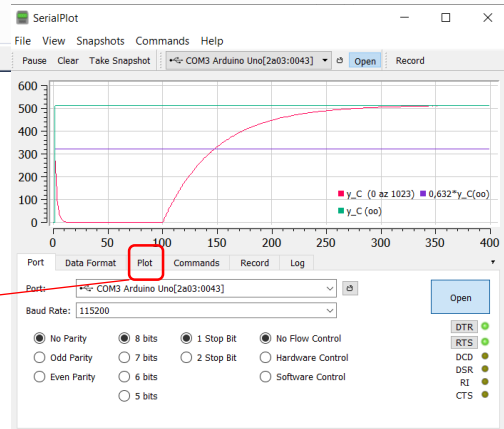 SerialPlot
File View Snapshots Commands Help
Pause Clear Take Snapshot COM3 Arduino Uno[2a03:0043] Open Record
600
500
400
300
200
100
0
y_C (0 az 1023) 0,632*y_C(oo)
y_C (oo)
0 50 100 150 200 250 300 350 400
Port Data Format Plot Commands Record Log
Port: COM3 Arduino Uno[2a03:0043]
Open
Baud Rate: 115200
DTR
No Parity 8 bits 1 Stop Bit No Flow Control
RTS
Odd Parity 7 bits 2 Stop Bit Hardware Control
DCD
DSR
Even Parity 6 bits Software Control
RI
5 bits
CTS